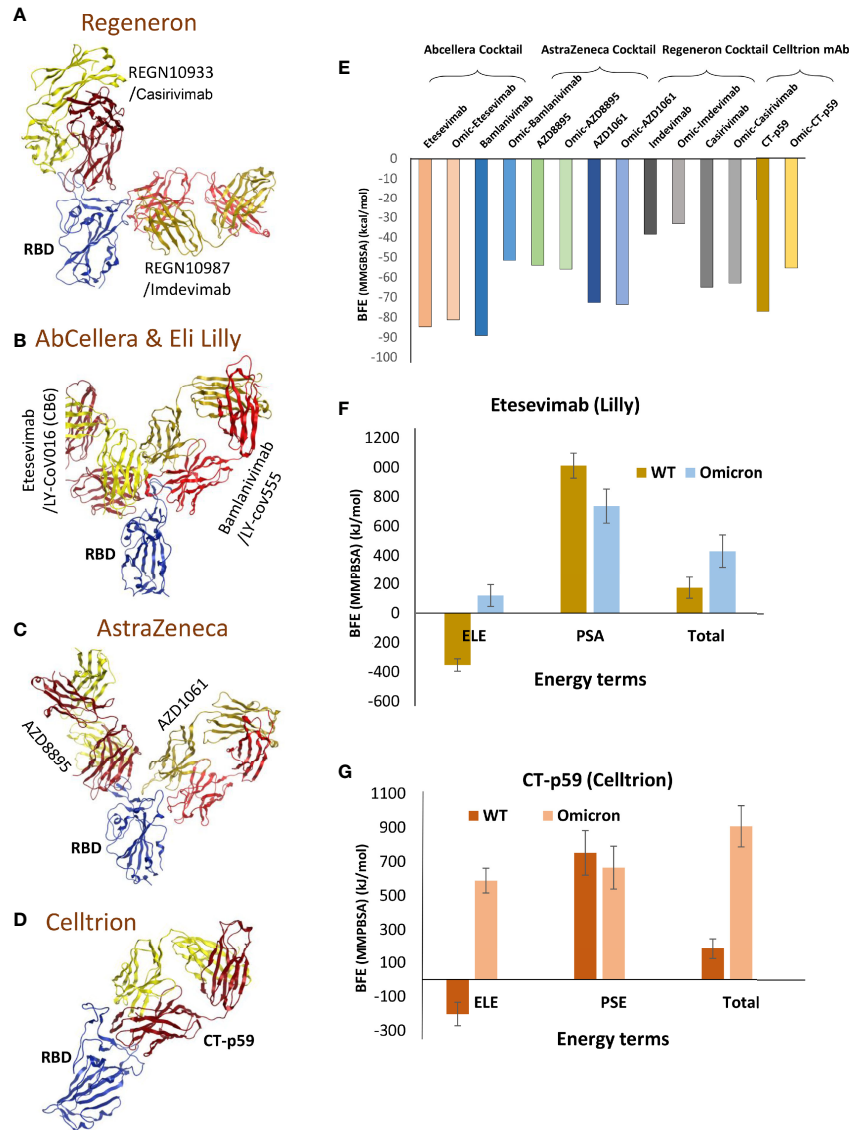 A
Regeneron
REGN10933
/Casirivimab
RBD
REGN10987
/Imdevimab
B
AbCellera & Eli Lilly
Etesevimab
/LY-CoV016 (CB6)
Bamlanivimab
/LY-cov555
RBD
C
AstraZeneca
AZD8895
AZD1061
RBD
D
Celltrion
RBD
CT-p59
E
Abcellera Cocktail AstraZeneca Cocktail Regeneron Cocktail Celltrion mAb
Etesevimab
Omic-Etesevimab
Bamlanivimab
Omic-Bamlanivimab
AZD8895
Omic-AZD8895
AZD1061
Omic-AZD1061
Imdevimab
Omic-Imdevimab
Casirivimab
Omic-Casirivimab
CT-p59
Omic-CT-p59
BFE (MMGBSA) (kcal/mol)
0
-10
-20
-30
-40
-50
-60
-70
-80
-90
-100
F
Etesevimab (Lilly)
BFE (MMPBSA) (kJ/mol)
1200
000
800
600
400
200
0
-200
-400
-600
WT Omicron
ELE PSA Total
Energy terms
G
CT-p59 (Celltrion)
BFE (MMPBSA) (kJ/mol)
1100
900
700
500
300
100
-100
-300
WT Omicron
ELE PSE Total
Energy terms